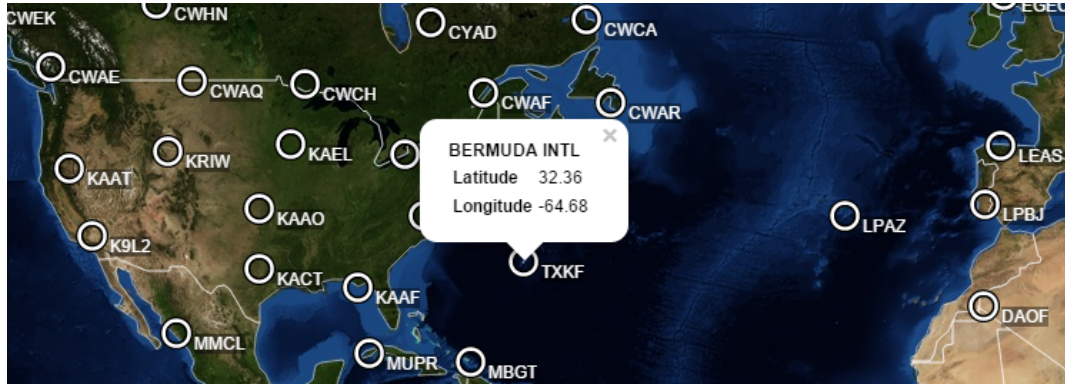 CWEK
CWHN
CYAD
CWCA
EGEC
CWAE
CWAQ
CWCH
CWAF
CWAR
×
BERMUDA INTL
Latitude 32.36
Longitude -64.68
KAAT
KRIW
KAEL
LEAS
KAAO
LPAZ
LPBJ
K9L2
KACT
TXKF
KAAF
DAOF
MMCL
MUPR
MBGT